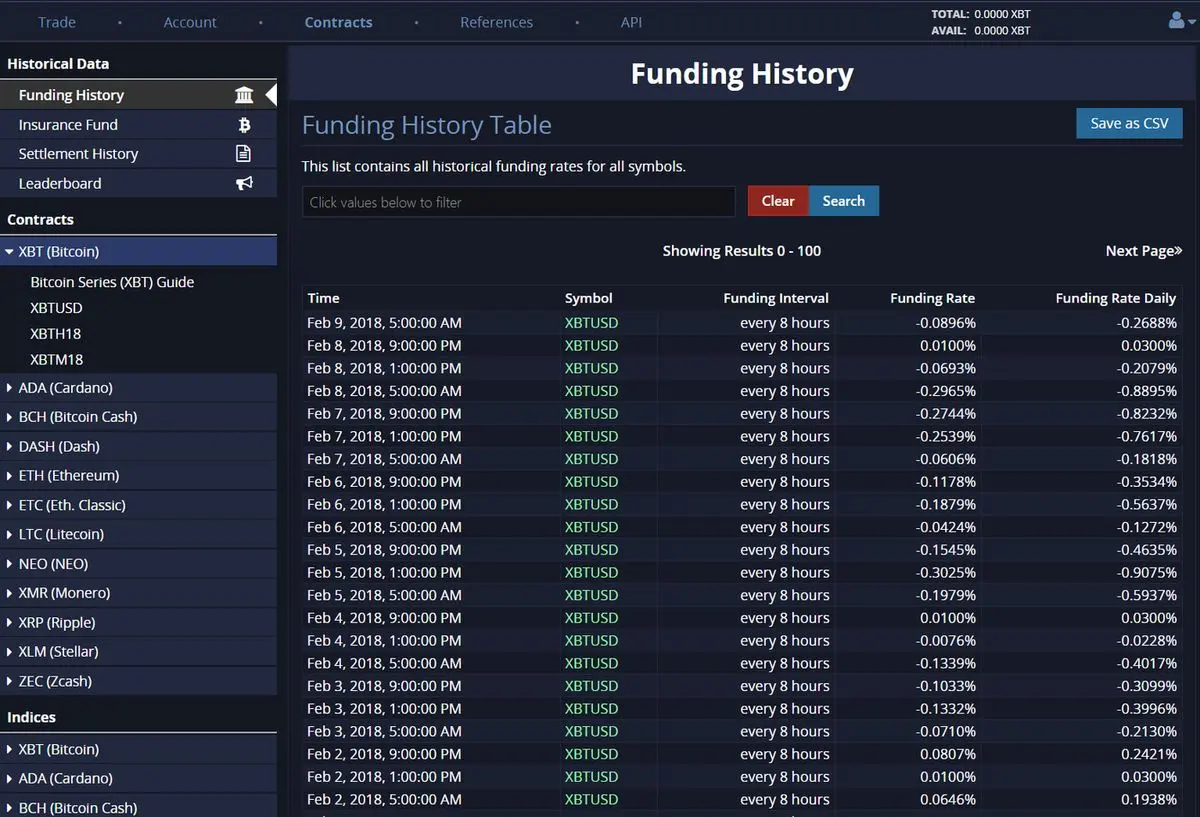 Trade • Account • Contracts • References • API
TOTAL: 0.0000 XBT
AVAIL: 0.0000 XBT
Historical Data
Funding History
Insurance Fund
Settlement History
Leaderboard
Contracts
XBT (Bitcoin)
Bitcoin Series (XBT) Guide
XBTUSD
XBTH18
XBTM18
ADA (Cardano)
BCH (Bitcoin Cash)
DASH (Dash)
ETH (Ethereum)
ETC (Eth. Classic)
LTC (Litecoin)
NEO (NEO)
XMR (Monero)
XRP (Ripple)
XLM (Stellar)
ZEC (Zcash)
Indices
XBT (Bitcoin)
ADA (Cardano)
BCH (Bitcoin Cash)
Funding History
Funding History Table
Save as CSV
This list contains all historical funding rates for all symbols.
Click values below to filter
Clear Search
Showing Results 0 - 100
Next Page»
Time Symbol Funding Interval Funding Rate Funding Rate Daily
Feb 9, 2018, 5:00:00 AM XBTUSD every 8 hours -0.0896% -0.2688%
Feb 8, 2018, 9:00:00 PM XBTUSD every 8 hours 0.0100% 0.0300%
Feb 8, 2018, 1:00:00 PM XBTUSD every 8 hours -0.0693% -0.2079%
Feb 8, 2018, 5:00:00 AM XBTUSD every 8 hours -0.2965% -0.8895%
Feb 7, 2018, 9:00:00 PM XBTUSD every 8 hours -0.2744% -0.8232%
Feb 7, 2018, 1:00:00 PM XBTUSD every 8 hours -0.2539% -0.7617%
Feb 7, 2018, 5:00:00 AM XBTUSD every 8 hours -0.0606% -0.1818%
Feb 6, 2018, 9:00:00 PM XBTUSD every 8 hours -0.1178% -0.3534%
Feb 6, 2018, 1:00:00 PM XBTUSD every 8 hours -0.1879% -0.5637%
Feb 6, 2018, 5:00:00 AM XBTUSD every 8 hours -0.0424% -0.1272%
Feb 5, 2018, 9:00:00 PM XBTUSD every 8 hours -0.1545% -0.4635%
Feb 5, 2018, 1:00:00 PM XBTUSD every 8 hours -0.3025% -0.9075%
Feb 5, 2018, 5:00:00 AM XBTUSD every 8 hours -0.1979% -0.5937%
Feb 4, 2018, 9:00:00 PM XBTUSD every 8 hours 0.0100% 0.0300%
Feb 4, 2018, 1:00:00 PM XBTUSD every 8 hours -0.0076% -0.0228%
Feb 4, 2018, 5:00:00 AM XBTUSD every 8 hours -0.1339% -0.4017%
Feb 3, 2018, 9:00:00 PM XBTUSD every 8 hours -0.1033% -0.3099%
Feb 3, 2018, 1:00:00 PM XBTUSD every 8 hours -0.1332% -0.3996%
Feb 3, 2018, 5:00:00 AM XBTUSD every 8 hours -0.0710% -0.2130%
Feb 2, 2018, 9:00:00 PM XBTUSD every 8 hours 0.0807% 0.2421%
Feb 2, 2018, 1:00:00 PM XBTUSD every 8 hours 0.0100% 0.0300%
Feb 2, 2018, 5:00:00 AM XBTUSD every 8 hours 0.0646% 0.1938%